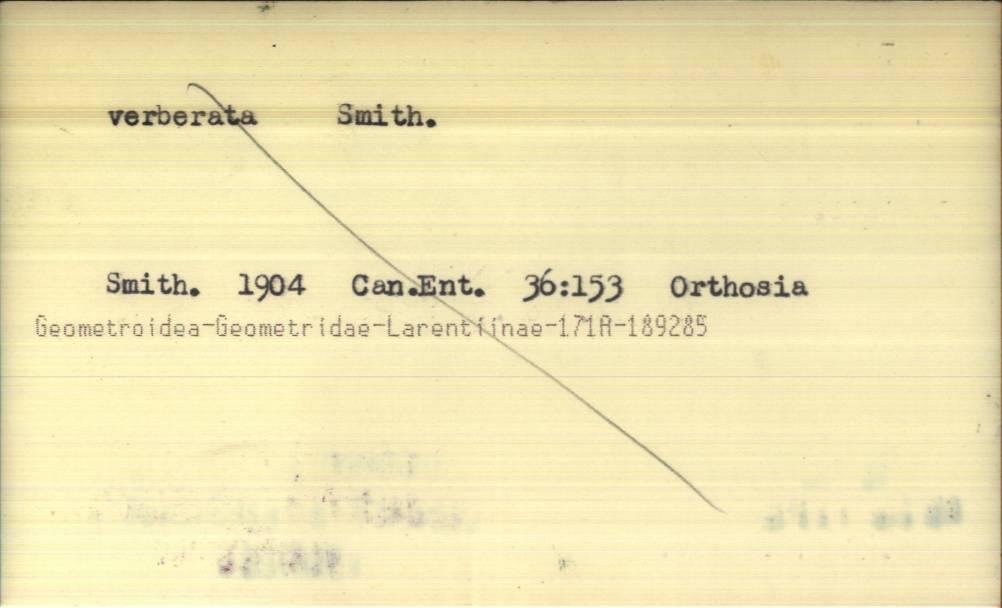 verberata Smith.
Smith. 1904 Can.Ent. 36:153 Orthosia
Geometroidea-Geometridae-Larentiinae-171A-189285